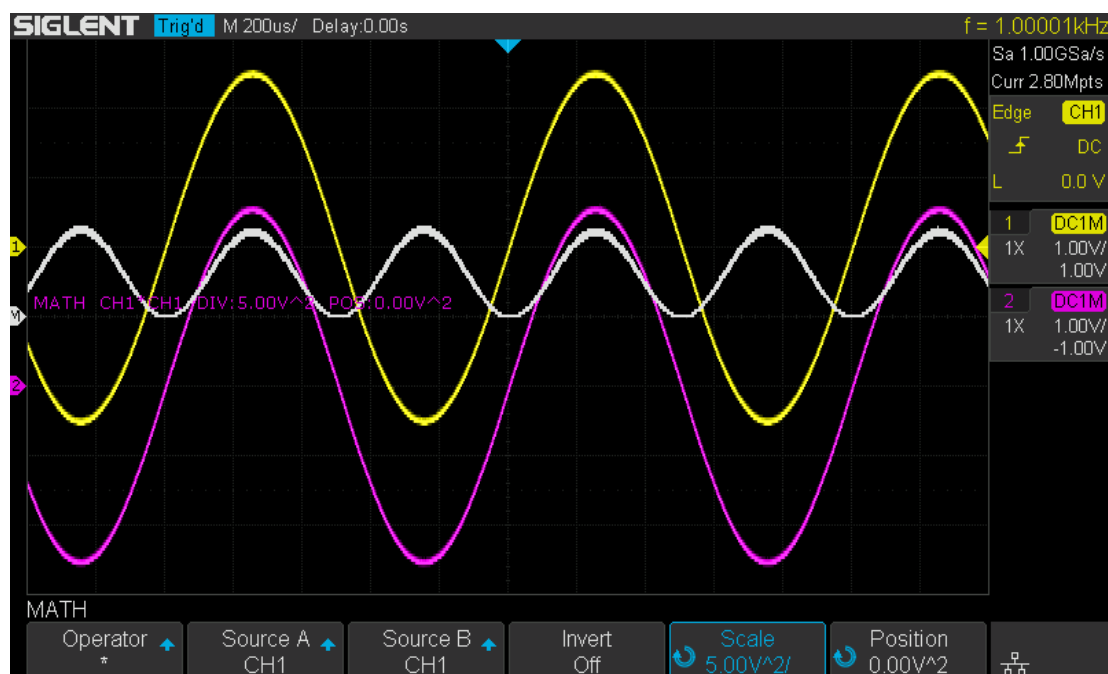 SIGLENT Trig'd M 200us/ Delay:0.00s f = 1.00001kHz
Sa 1.00GSa/s
Curr 2.80Mpts
Edge CH1
DC
L 0.0 V
1 DC1M
1X 1.00V/
1.00V
2 DC1M
1X 1.00V/
-1.00V
1
MATH CH1*CH1 DIV:5.00V^2 POS:0.00V^2
M
2
MATH
Operator Source A Source B Invert Scale Position
* CH1 CH1 Off 5.00V^2/ 0.00V^2